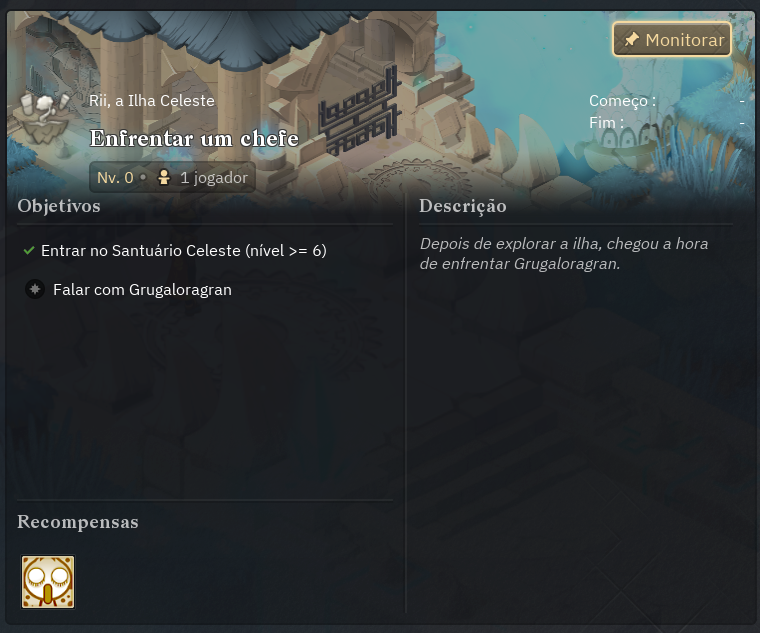 Monitorar
Rii, a Ilha Celeste
Começo : -
Fim : -
Enfrentar um chefe
Nv. 0 • 1 jogador
Objetivos
Entrar no Santuário Celeste (nível >= 6)
Falar com Grugaloragran
Descrição
Depois de explorar a ilha, chegou a hora
de enfrentar Grugaloragran.
Recompensas